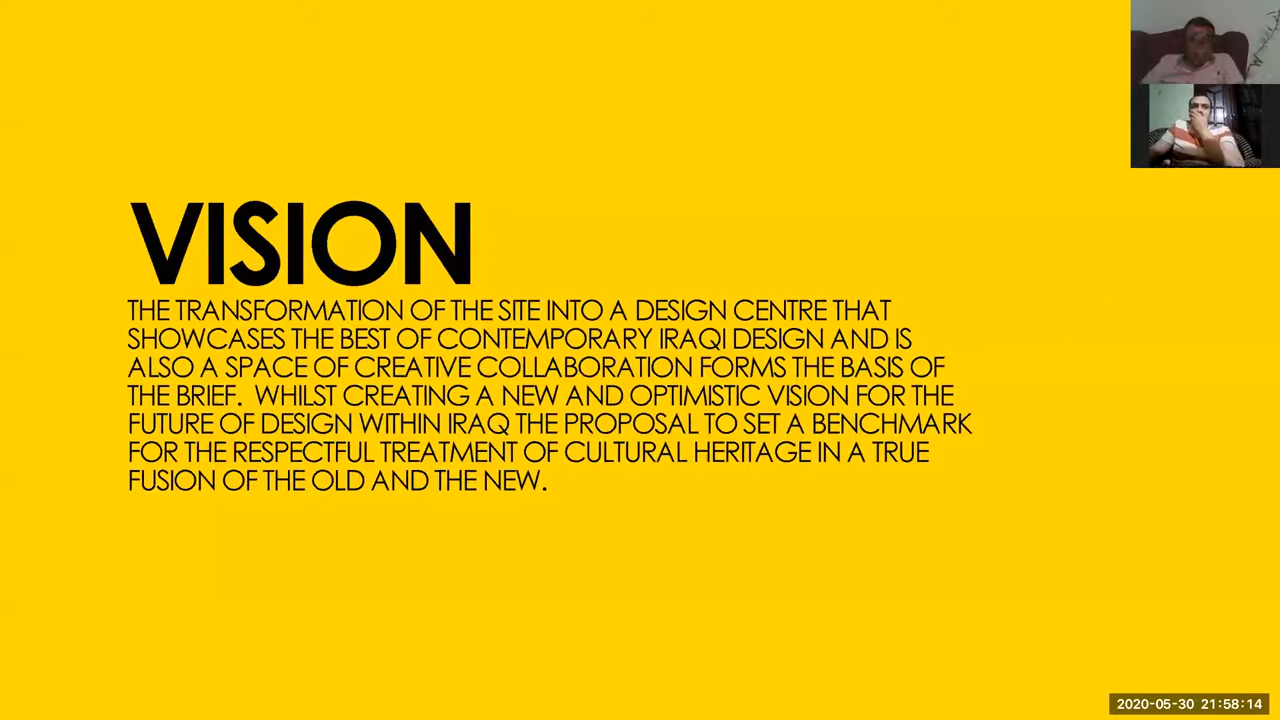 VISION
THE TRANSFORMATION OF THE SITE INTO A DESIGN CENTRE THAT
SHOWCASES THE BEST OF CONTEMPORARY IRAQI DESIGN AND IS
ALSO A SPACE OF CREATIVE COLLABORATION FORMS THE BASIS OF
THE BRIEF.  WHILST CREATING A NEW AND OPTIMISTIC VISION FOR THE
FUTURE OF DESIGN WITHIN IRAQ THE PROPOSAL TO SET A BENCHMARK
FOR THE RESPECTFUL TREATMENT OF CULTURAL HERITAGE IN A TRUE
FUSION OF THE OLD AND THE NEW.
2020-05-30 21:58:14